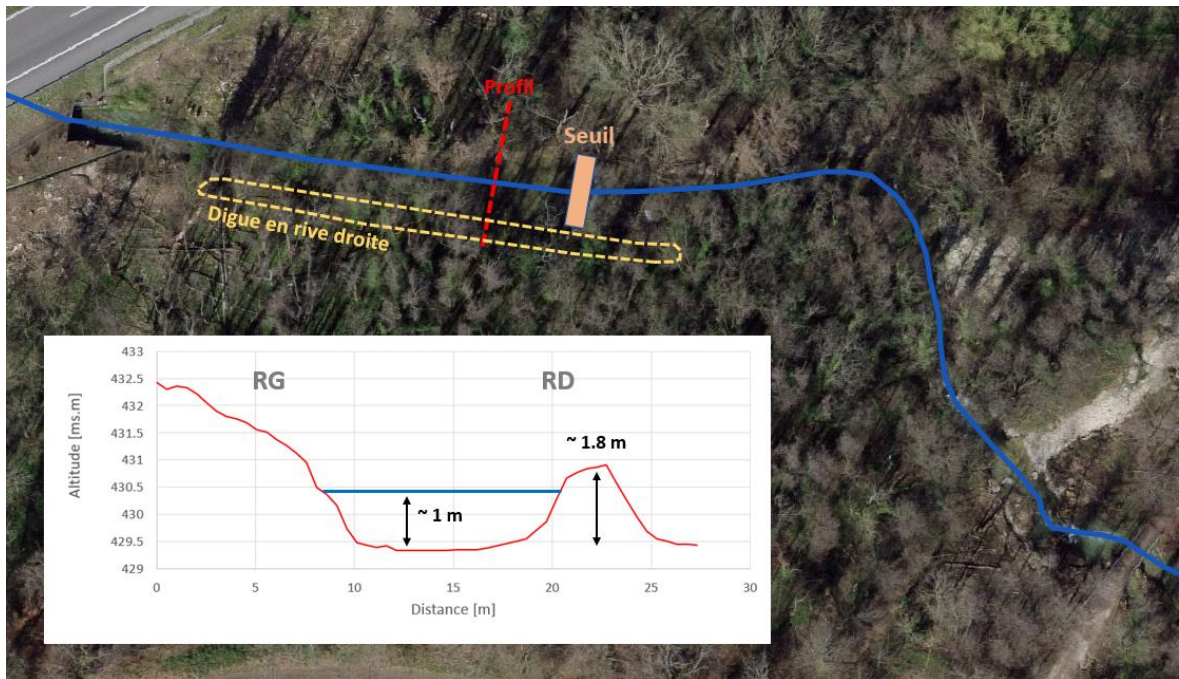 Profil
Seuil
Digue en rive droite
433
432.5
432
431.5
431
430.5
430
429.5
429
Altitude [ms.m]
RG
RD
~ 1.8 m
~ 1 m
0
5
10
15
20
25
30
Distance [m]